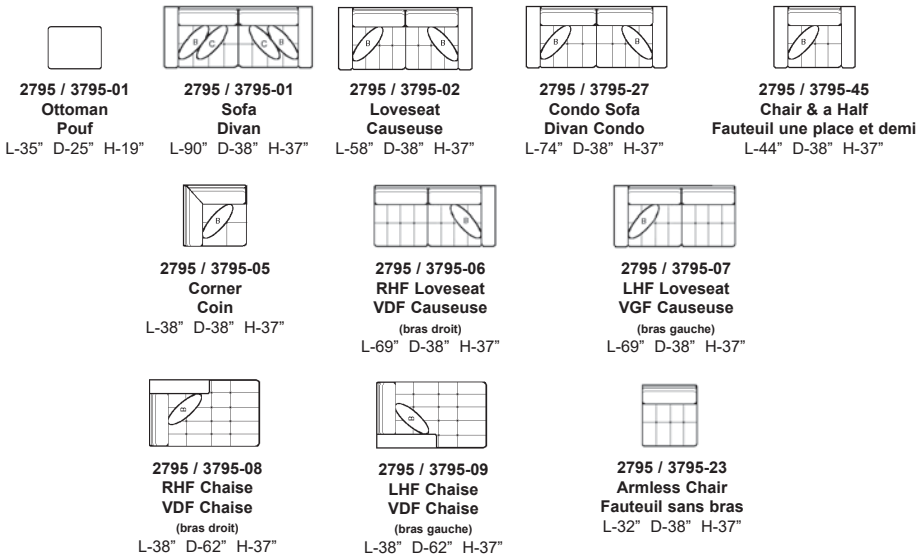 B C C B
B B
B B
B
2795 / 3795-01
Ottoman
Pouf
L-35” D-25” H-19”
2795 / 3795-01
Sofa
Divan
L-90” D-38” H-37”
2795 / 3795-02
Loveseat
Causeuse
L-58” D-38” H-37”
2795 / 3795-27
Condo Sofa
Divan Condo
L-74” D-38” H-37”
2795 / 3795-45
Chair & a Half
Fauteuil une place et demi
L-44” D-38” H-37”
B
2795 / 3795-05
Corner
Coin
L-38” D-38” H-37”
B
2795 / 3795-06
RHF Loveseat
VDF Causeuse
(bras droit)
L-69” D-38” H-37”
B
2795 / 3795-07
LHF Loveseat
VGF Causeuse
(bras gauche)
L-69” D-38” H-37”
B
2795 / 3795-08
RHF Chaise
VDF Chaise
(bras droit)
L-38” D-62” H-37”
B
2795 / 3795-09
LHF Chaise
VDF Chaise
(bras gauche)
L-38” D-62” H-37”
2795 / 3795-23
Armless Chair
Fauteuil sans bras
L-32” D-38” H-37”